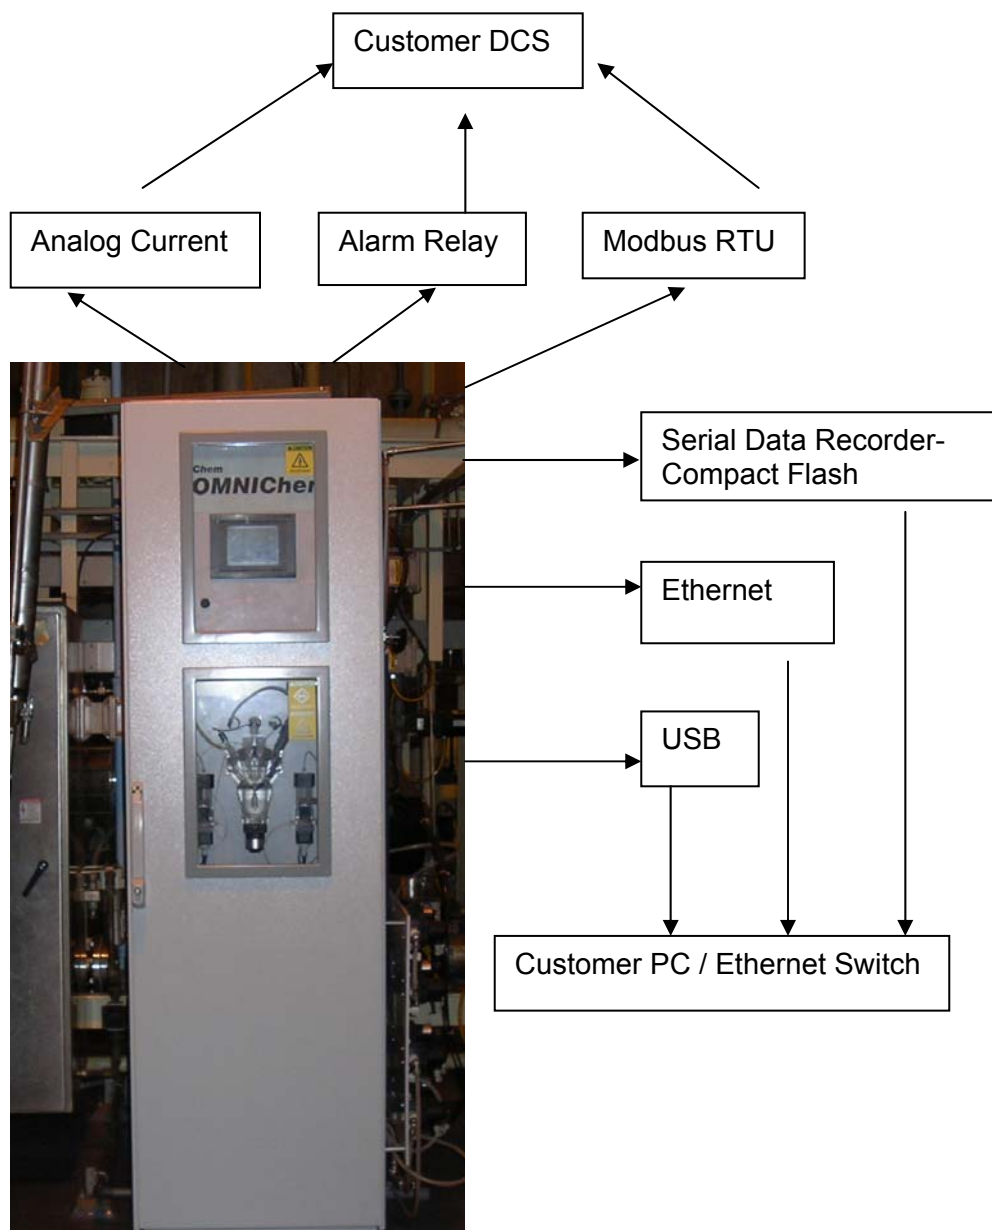 Customer DCS
Analog Current
Alarm Relay
Modbus RTU
Chem
OMNICher
Serial Data Recorder-
Compact Flash
Ethernet
USB
Customer PC / Ethernet Switch